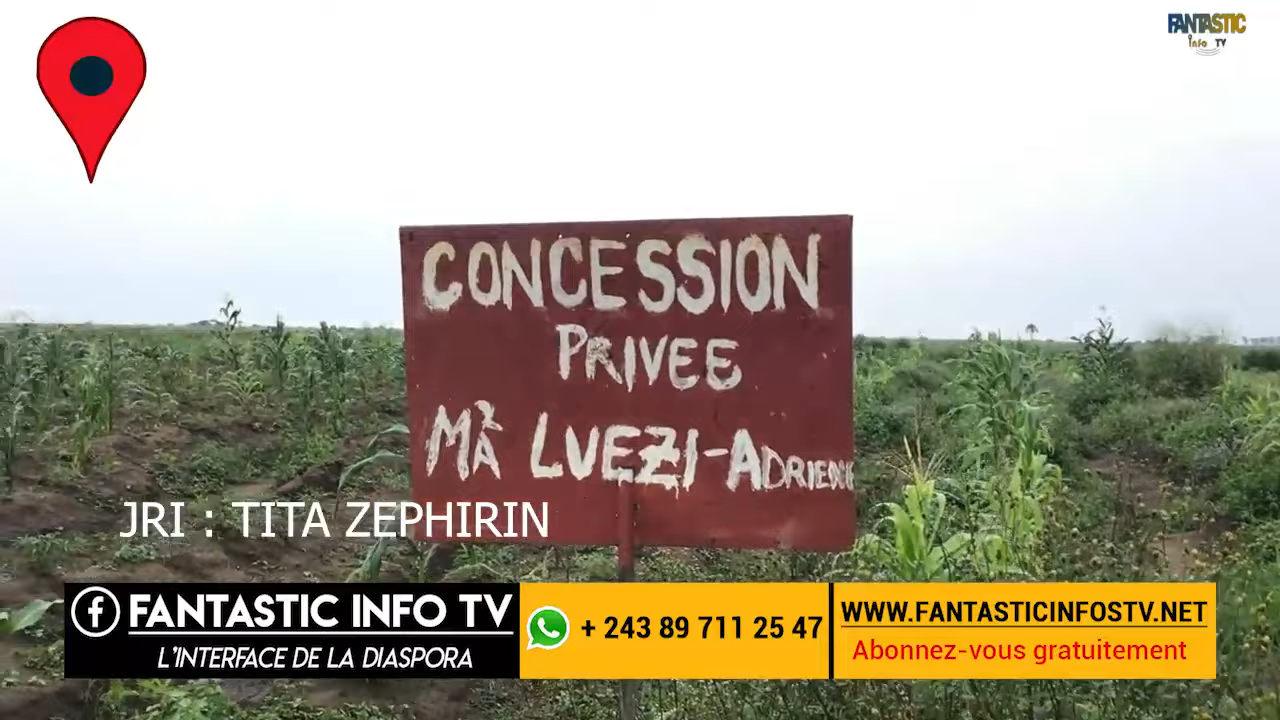 FANTASTIC
Info TV
CONCESSION
PRIVEE
MÀ LUEZI-ADRIENNE
JRI : TITA ZEPHIRIN
FANTASTIC INFO TV
L'INTERFACE DE LA DIASPORA
+ 243 89 711 25 47
WWW.FANTASTICINFOSTV.NET
Abonnez-vous gratuitement